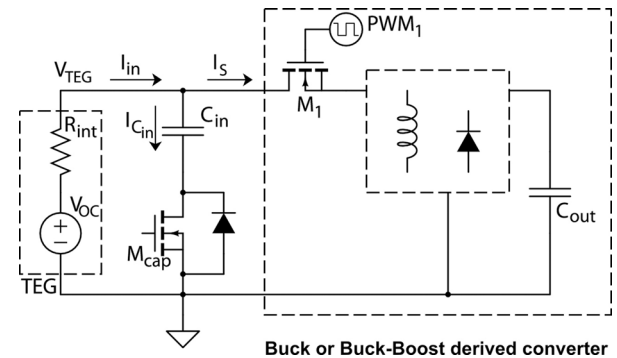 PWM1
VTEG
Iin
IS
M1
ICin
Cin
Rint
VOC
+
−
Mcap
Cout
TEG
Buck or Buck-Boost derived converter